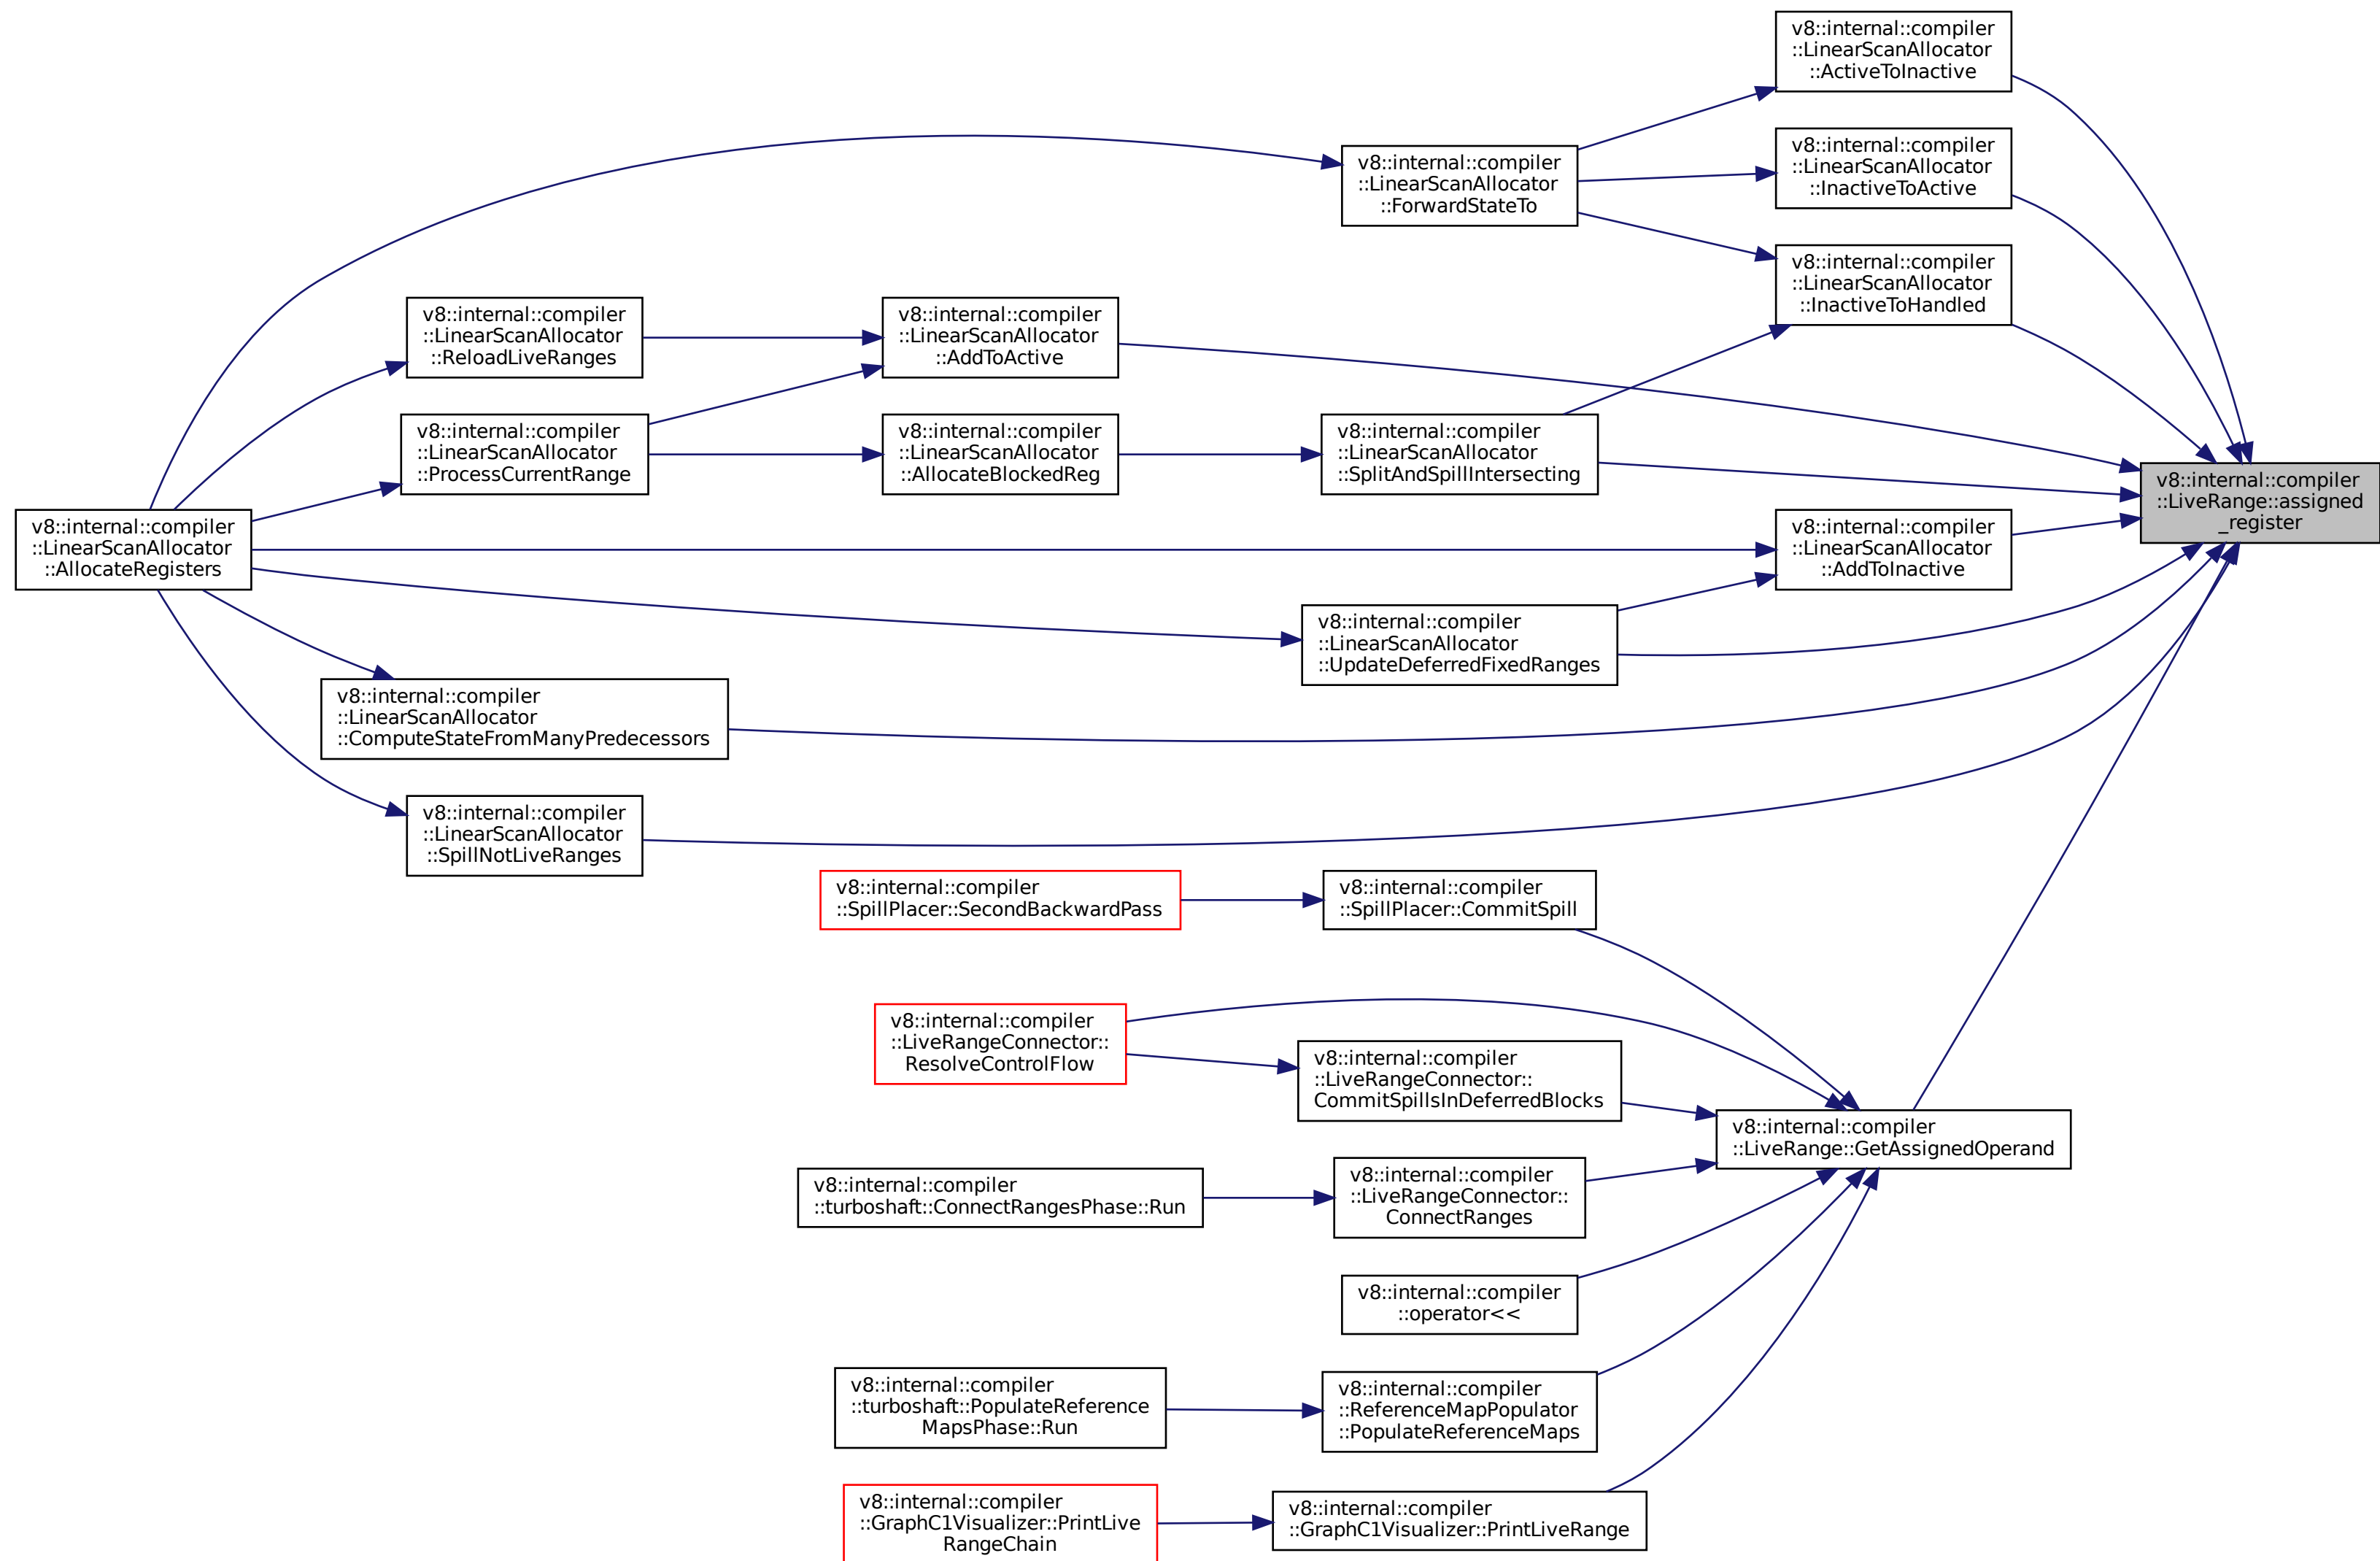 v8::internal::compiler
::LinearScanAllocator
::ActiveToInactive
v8::internal::compiler
::LinearScanAllocator
::InactiveToActive
v8::internal::compiler
::LinearScanAllocator
::ForwardStateTo
v8::internal::compiler
::LinearScanAllocator
::InactiveToHandled
v8::internal::compiler
::LinearScanAllocator
::ReloadLiveRanges
v8::internal::compiler
::LinearScanAllocator
::AddToActive
v8::internal::compiler
::LinearScanAllocator
::ProcessCurrentRange
v8::internal::compiler
::LinearScanAllocator
::AllocateBlockedReg
v8::internal::compiler
::LinearScanAllocator
::SplitAndSpillIntersecting
v8::internal::compiler
::LiveRange::assigned
_register
v8::internal::compiler
::LinearScanAllocator
::AllocateRegisters
v8::internal::compiler
::LinearScanAllocator
::AddToInactive
v8::internal::compiler
::LinearScanAllocator
::UpdateDeferredFixedRanges
v8::internal::compiler
::LinearScanAllocator
::ComputeStateFromManyPredecessors
v8::internal::compiler
::LinearScanAllocator
::SpillNotLiveRanges
v8::internal::compiler
::SpillPlacer::SecondBackwardPass
v8::internal::compiler
::SpillPlacer::CommitSpill
v8::internal::compiler
::LiveRangeConnector::
ResolveControlFlow
v8::internal::compiler
::LiveRangeConnector::
CommitSpillsInDeferredBlocks
v8::internal::compiler
::LiveRange::GetAssignedOperand
v8::internal::compiler
::turboshaft::ConnectRangesPhase::Run
v8::internal::compiler
::LiveRangeConnector::
ConnectRanges
v8::internal::compiler
::operator<<
v8::internal::compiler
::turboshaft::PopulateReference
MapsPhase::Run
v8::internal::compiler
::ReferenceMapPopulator
::PopulateReferenceMaps
v8::internal::compiler
::GraphC1Visualizer::PrintLive
RangeChain
v8::internal::compiler
::GraphC1Visualizer::PrintLiveRange